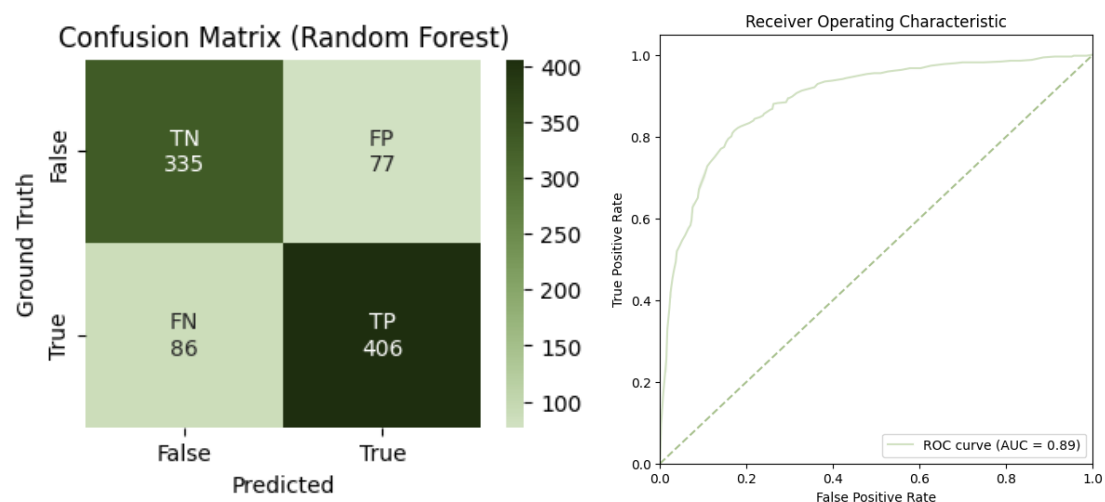 Confusion Matrix (Random Forest)
Ground Truth
False
True
TN
335
FP
77
FN
86
TP
406
False
True
Predicted
400
350
300
250
200
150
100
Receiver Operating Characteristic
True Positive Rate
1.0
0.8
0.6
0.4
0.2
0.0
ROC curve (AUC = 0.89)
0.0
0.2
0.4
0.6
0.8
1.0
False Positive Rate